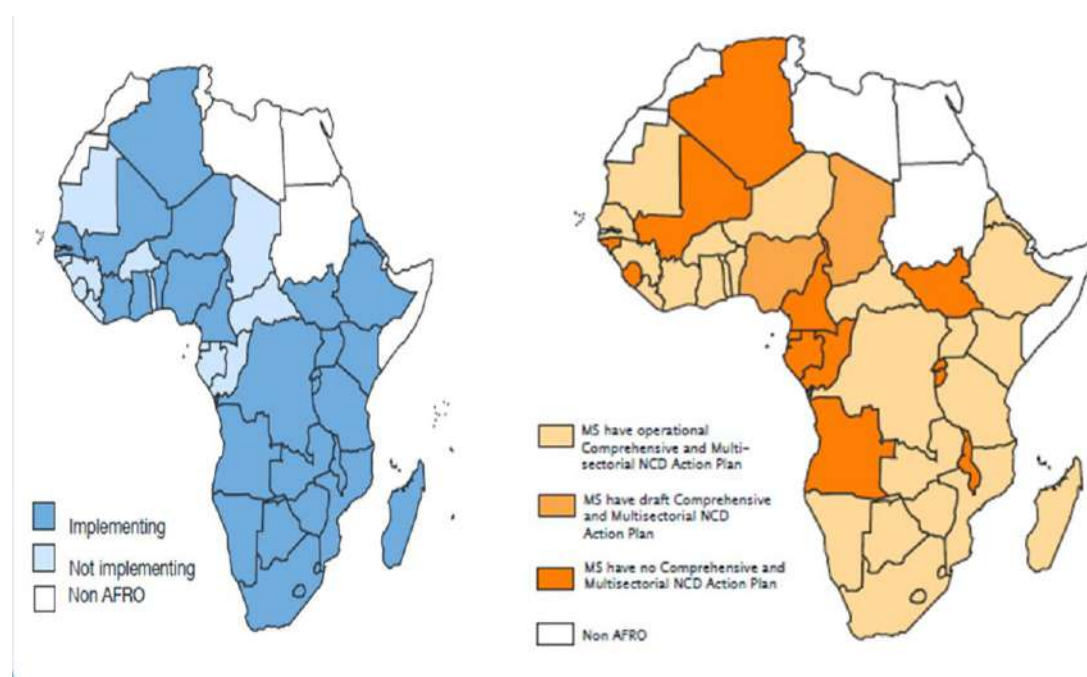 Implementing
Not implementing
Non AFRO
MS have operational
Comprehensive and Multi-
sectorial NCD Action Plan
MS have draft Comprehensive
and Multisectorial NCD
Action Plan
MS have no Comprehensive and
Multisectorial NCD Action Plan
Non AFRO